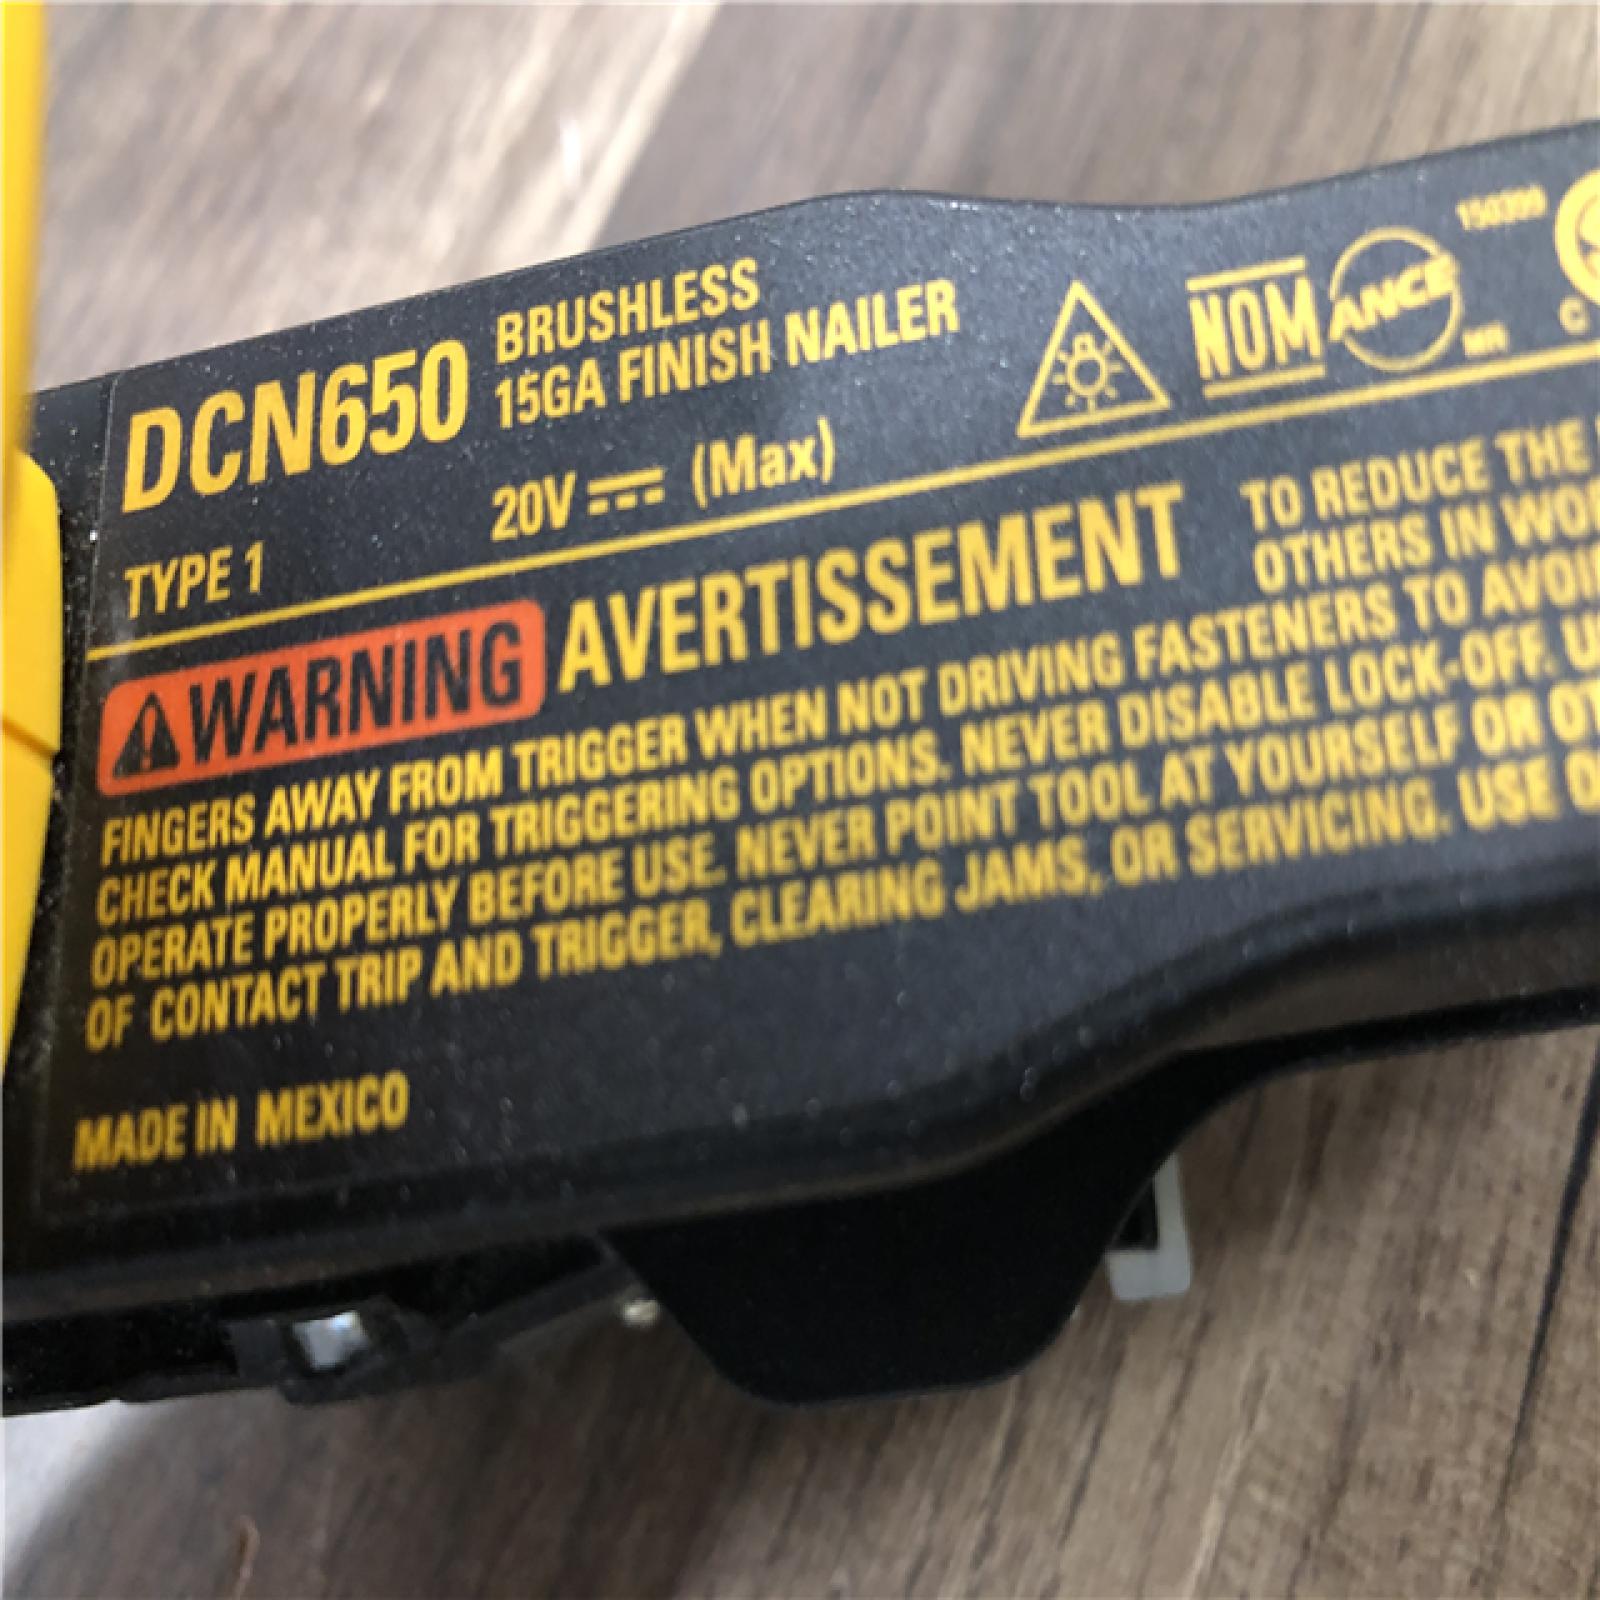 DCN650 BRUSHLESS
15GA FINISH NAILER
20V (Max)
TYPE 1
NOM ANCE MR 150399
C
WARNING AVERTISSEMENT
TO REDUCE THE
OTHERS IN
FINGERS AWAY FROM TRIGGER WHEN NOT DRIVING FASTENERS TO
CHECK MANUAL FOR TRIGGERING OPTIONS. NEVER DISABLE LOCK-OFF.
OPERATE PROPERLY BEFORE USE. NEVER POINT TOOL AT YOURSELF OR
OF CONTACT TRIP AND TRIGGER, CLEARING JAMS, OR SERVICING. USE
MADE IN MEXICO